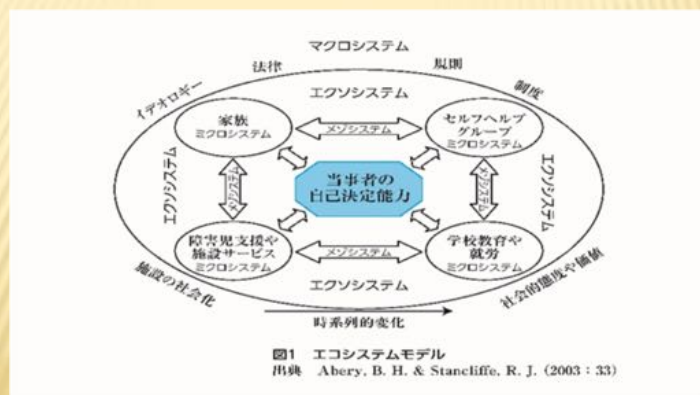 マクロシステム
法律
規則
イデオロギー
制度
エクソシステム
家族
ミクロシステム
メゾシステム
セルフヘルプ
グループ
ミクロシステム
エクソシステム
メゾシステム
当事者の
自己決定能力
メゾシステム
エクソシステム
障害児支援や
施設サービス
ミクロシステム
メゾシステム
学校教育や
就労
ミクロシステム
エクソシステム
施設の社会化
社会的態度や価値
時系列的変化
図1 エコシステムモデル
出典 Abery, B. H. & Stancliffe, R. J. (2003：33)